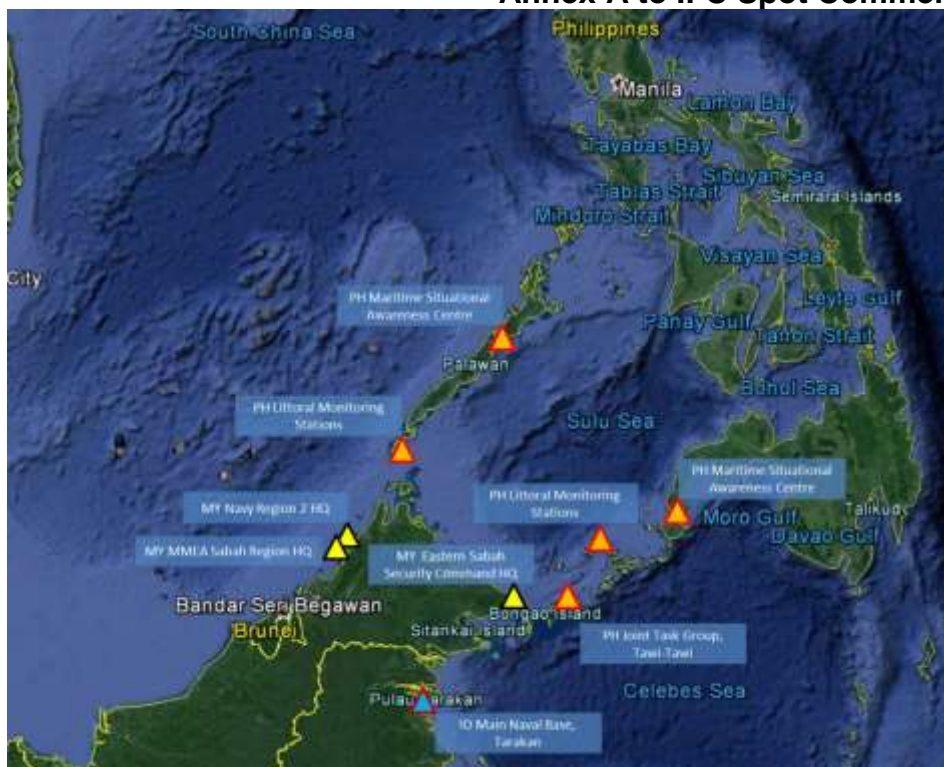 Annex A to IFC Spot Commen
South China Sea
Philippines
Manila
Lamon Bay
Tayabas Bay
Sibuyan Sea
Tablas Strait
Semirara Islands
Mindoro Strait
Visayan Sea
City
Leyte Gulf
PH Maritime Situational
Awareness Centre
Panay Gulf
Tanon Strait
Palawan
Bohol Sea
PH Littoral Monitoring
Stations
Sulu Sea
PH Maritime Situational
Awareness Centre
PH Littoral Monitoring
Stations
MY Navy Region 2 HQ
Moro Gulf
Talikud
Davao Gulf
MY MMEA Sabah Region HQ
MY Eastern Sabah
Security Command HQ
Bandar Seri Begawan
Bongao Island
Brunei
Sitankai Island
PH Joint Task Group,
Tawi-Tawi
Pulau Tarakan
Celebes Sea
ID Main Naval Base,
Tarakan